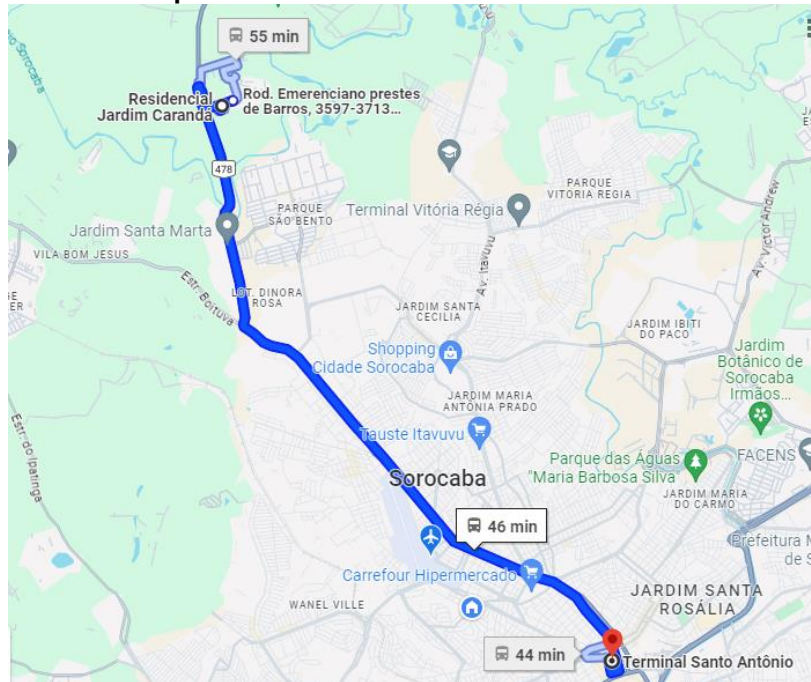 55 min
Residencial
Jardim Carandá
Rod. Emerenciano prestes
de Barros, 3597-3713...
478
PARQUE
SÃO BENTO
PARQUE
VITORIA REGIA
Terminal Vitória Régia
Jardim Santa Marta
VILA BOM JESUS
Av. Itavuvu
Av. Victor Andrew
LOT. DINORA
ROSA
Estr. Boituva
JARDIM SANTA
CECILIA
JARDIM IBITI
DO PACO
Shopping
Cidade Sorocaba
Jardim
Botânico de
Sorocaba
Irmãos...
JARDIM MARIA
ANTÔNIA PRADO
Estr. do Ipatinga
Tauste Itavuvu
Sorocaba
Parque das Águas
"Maria Barbosa Silva
FACENS
JARDIM MARIA
DO CARMO
46 min
Prefeitura M
de S
Carrefour Hipermercado
WANEL VILLE
JARDIM SANTA
ROSÁLIA
44 min
Terminal Santo Antônio